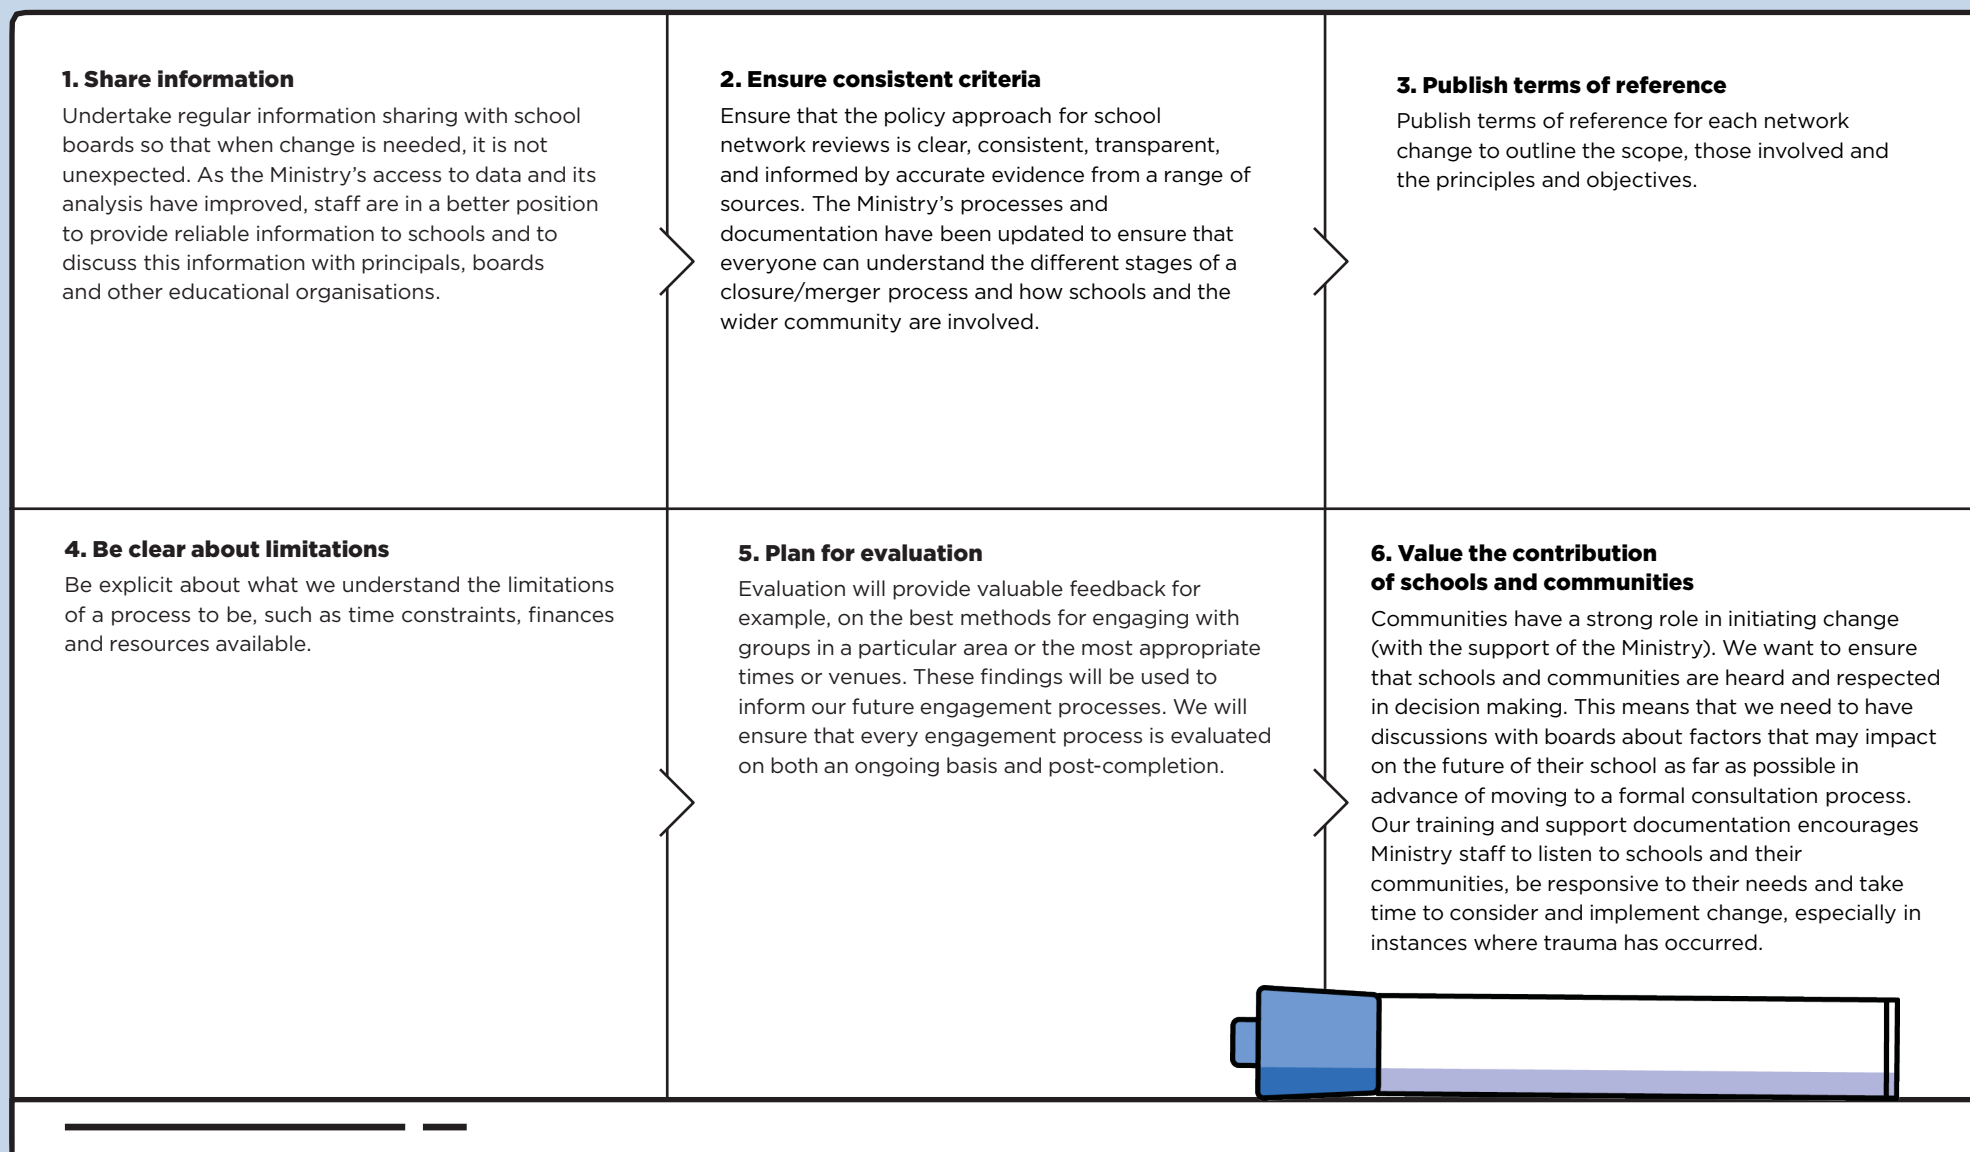 1. Share information
Undertake regular information sharing with school
boards so that when change is needed, it is not
unexpected. As the Ministry’s access to data and its
analysis have improved, staff are in a better position
to provide reliable information to schools and to
discuss this information with principals, boards
and other educational organisations.
2. Ensure consistent criteria
Ensure that the policy approach for school
network reviews is clear, consistent, transparent,
and informed by accurate evidence from a range of
sources. The Ministry’s processes and
documentation have been updated to ensure that
everyone can understand the different stages of a
closure/merger process and how schools and the
wider community are involved.
3. Publish terms of reference
Publish terms of reference for each network
change to outline the scope, those involved and
the principles and objectives.
4. Be clear about limitations
Be explicit about what we understand the limitations
of a process to be, such as time constraints, finances
and resources available.
5. Plan for evaluation
Evaluation will provide valuable feedback for
example, on the best methods for engaging with
groups in a particular area or the most appropriate
times or venues. These findings will be used to
inform our future engagement processes. We will
ensure that every engagement process is evaluated
on both an ongoing basis and post-completion.
6. Value the contribution
of schools and communities
Communities have a strong role in initiating change
(with the support of the Ministry). We want to ensure
that schools and communities are heard and respected
in decision making. This means that we need to have
discussions with boards about factors that may impact
on the future of their school as far as possible in
advance of moving to a formal consultation process.
Our training and support documentation encourages
Ministry staff to listen to schools and their
communities, be responsive to their needs and take
time to consider and implement change, especially in
instances where trauma has occurred.